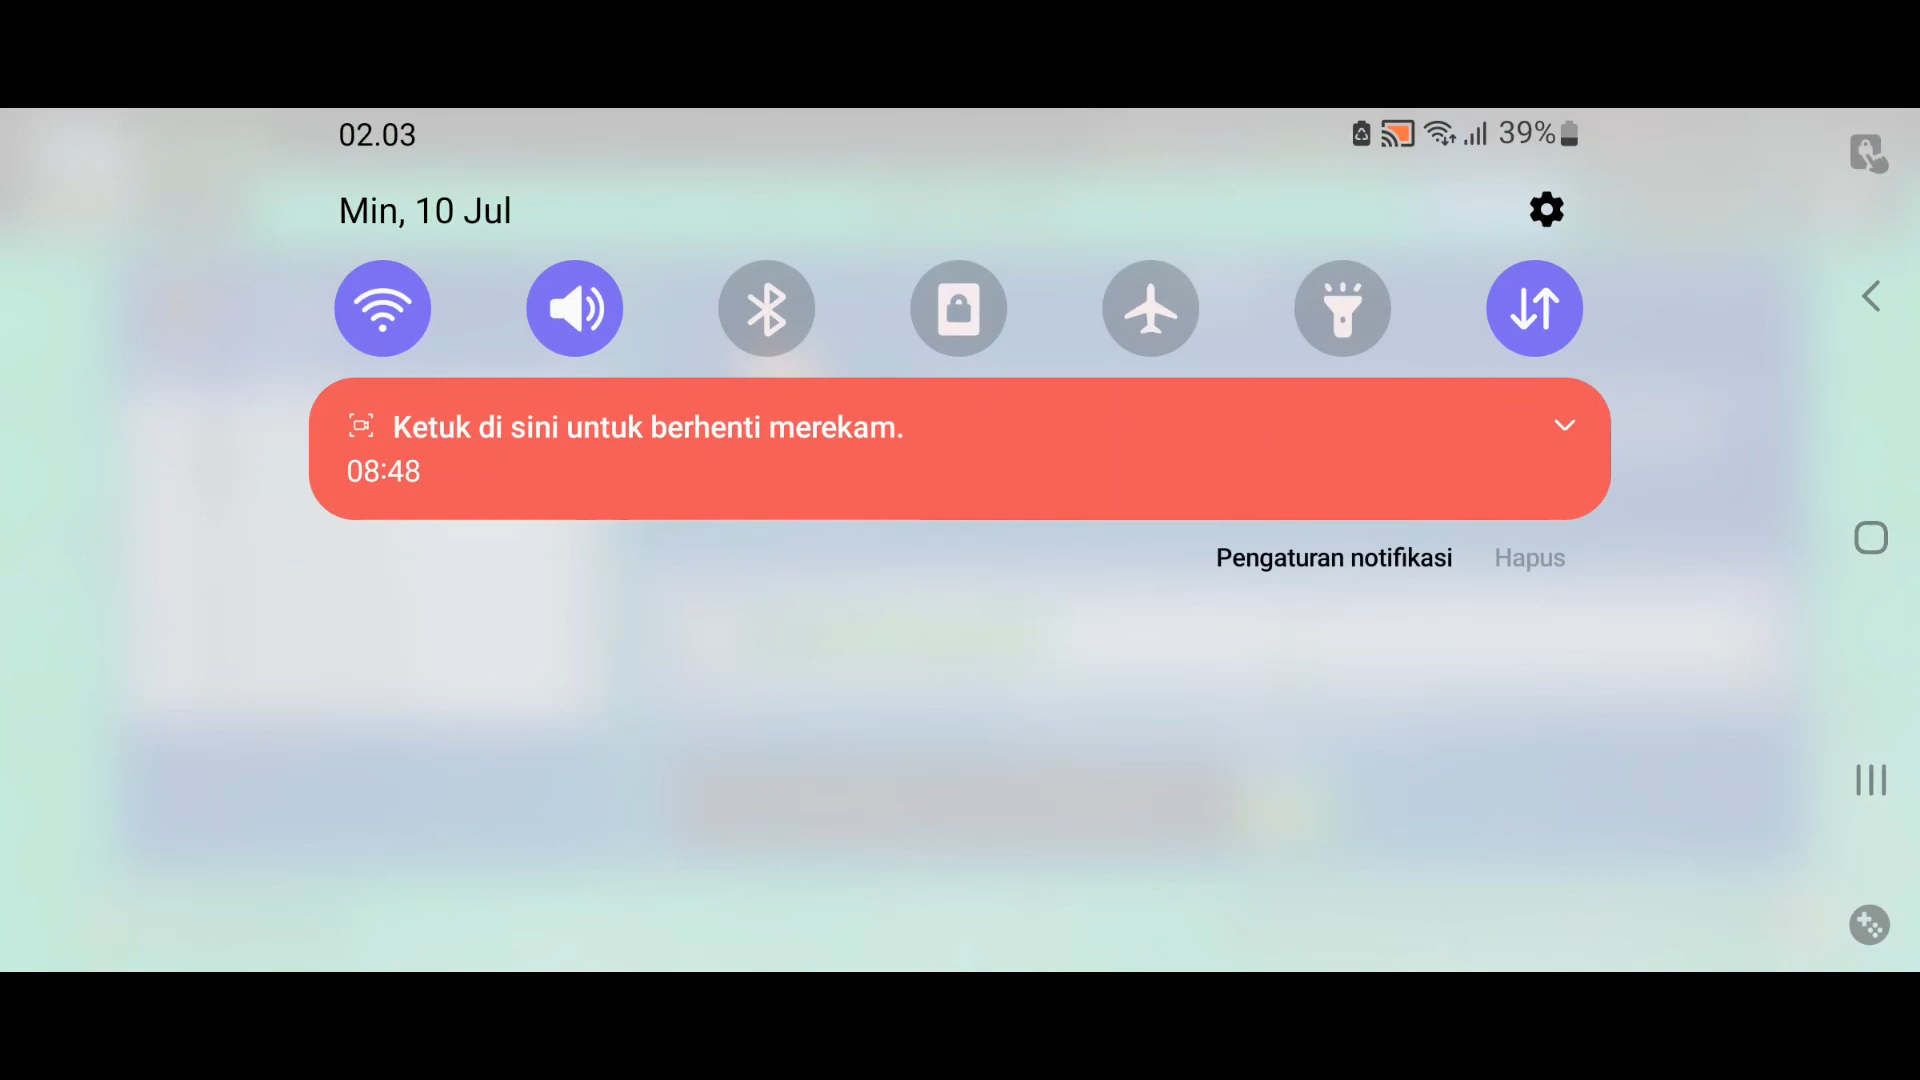 02.03
39%
Min, 10 Jul
Ketuk di sini untuk berhenti merekam.
08:48
Pengaturan notifikasi
Hapus